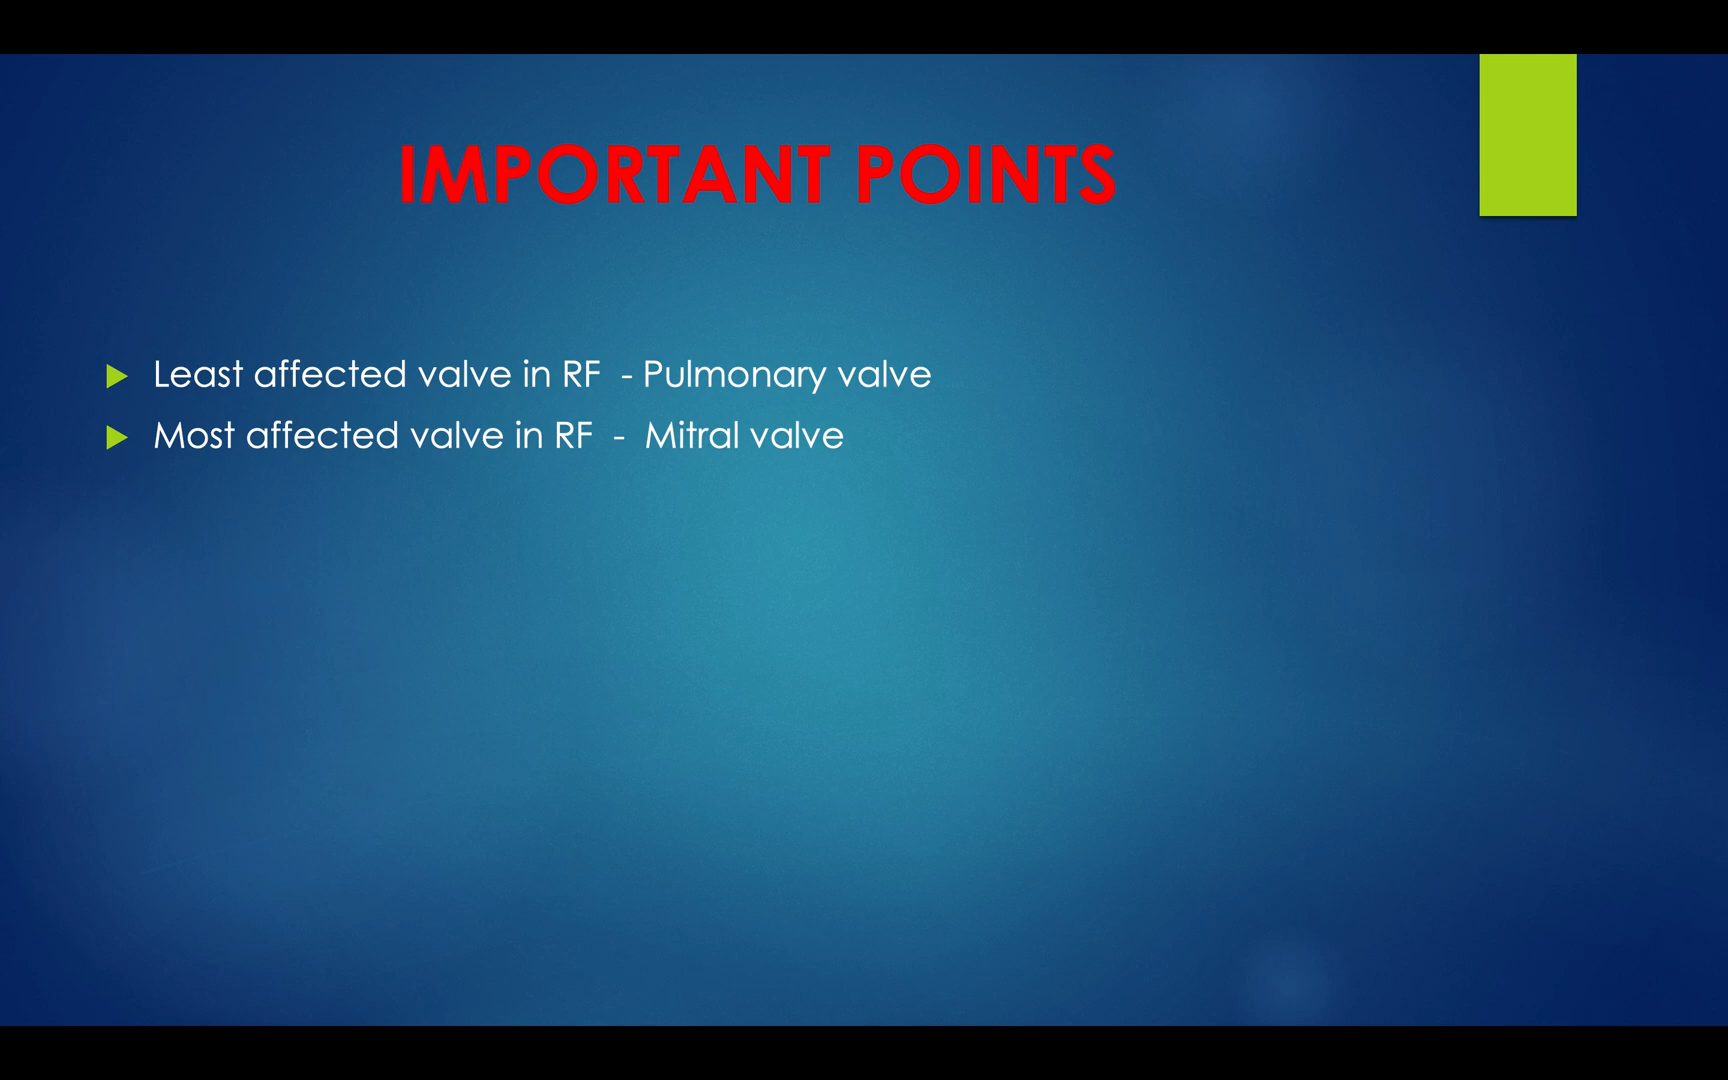 IMPORTANT POINTS
Least affected valve in RF - Pulmonary valve
Most affected valve in RF - Mitral valve